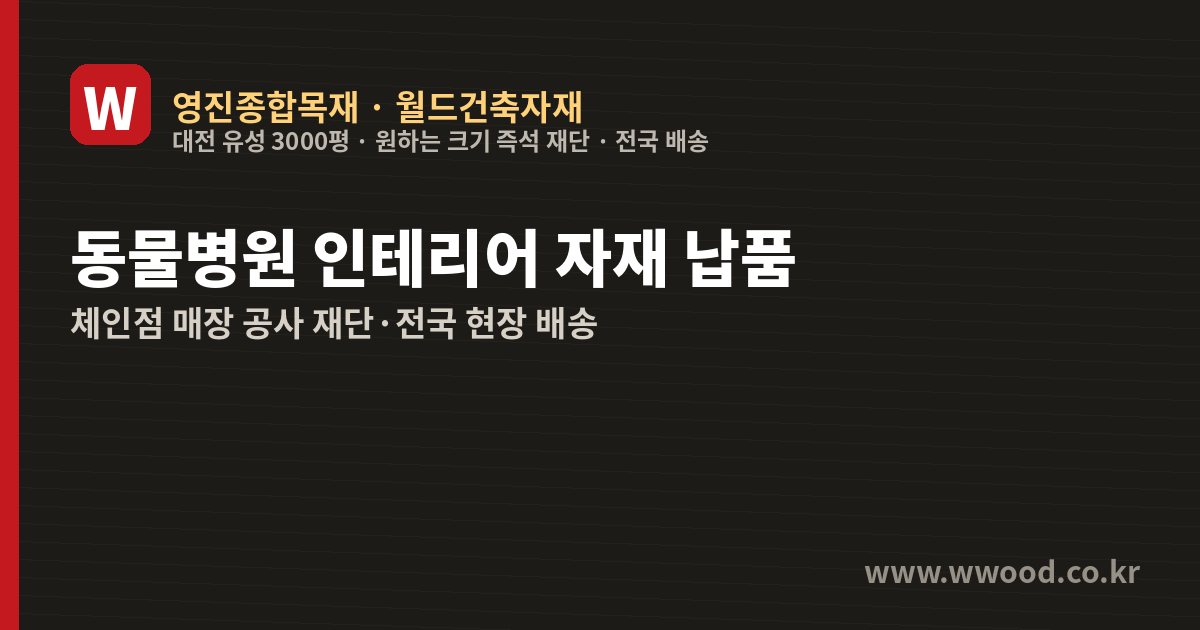 W
영진종합목재 · 월드건축자재
대전 유성 3000평 · 원하는 크기 즉석 재단 · 전국 배송
동물병원 인테리어 자재 납품
체인점 매장 공사 재단·전국 현장 배송
www.wwood.co.kr